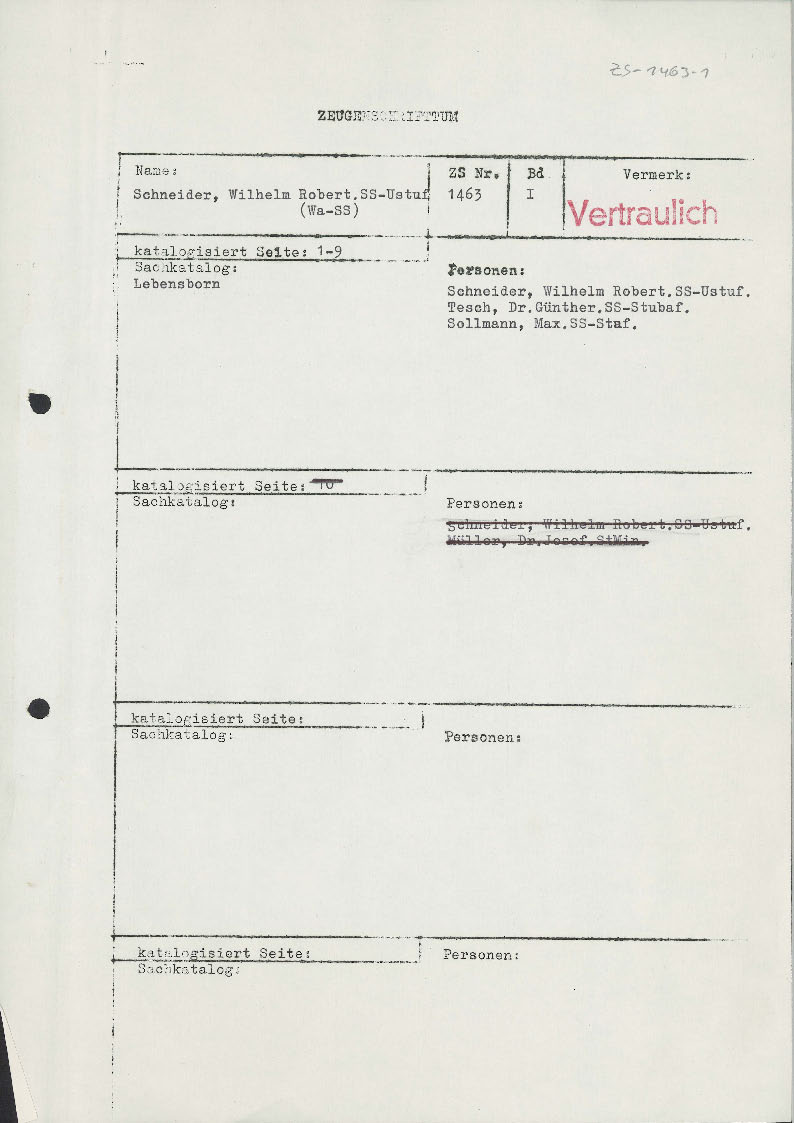 ZS-1463-1
ZEUGENSCHRIFTTUM
Name: ZS Nr. Bd. Vermerk:
Schneider, Wilhelm Robert.SS-Ustuf 1463 I
(Wa-SS) Vertraulich
katalogisiert Seite: 1-9
Sachkatalog: Personen:
Lebensborn Schneider, Wilhelm Robert.SS-Ustuf.
Tesch, Dr.Günther.SS-Stubaf.
Sollmann, Max.SS-Staf.
katalogisiert Seite: 10
Sachkatalog: Personen:
Schneider, Wilhelm Robert.SS-Ustuf.
Müller, Dr.Josef.StMin.
katalogisiert Seite:
Sachkatalog: Personen:
katalogisiert Seite: Personen:
Sachkatalog: